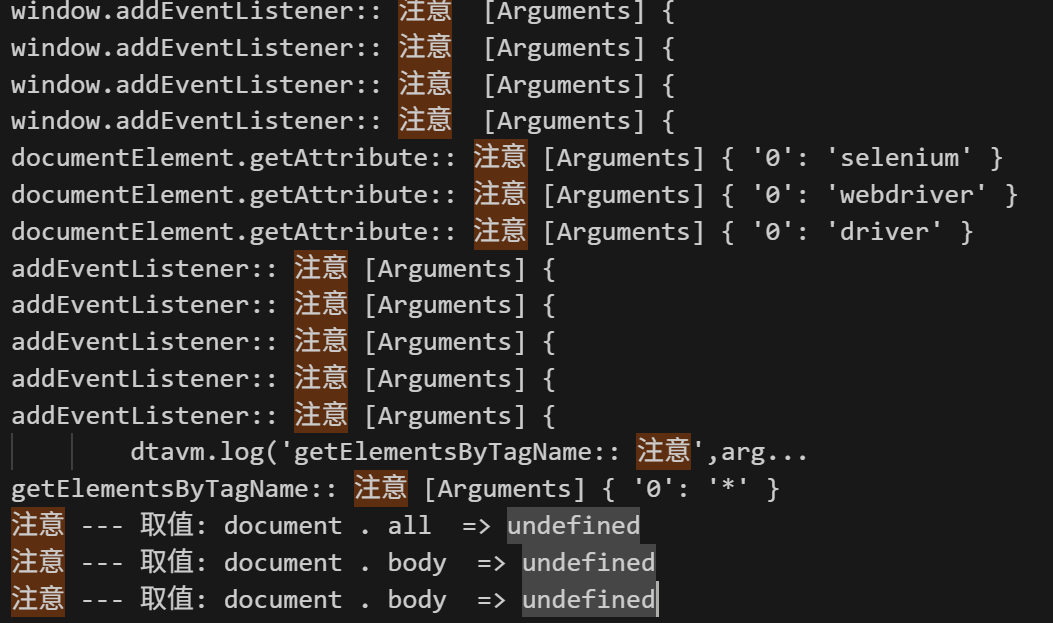 window.addEventListener:: 注意  [Arguments] {
window.addEventListener:: 注意  [Arguments] {
window.addEventListener:: 注意  [Arguments] {
window.addEventListener:: 注意  [Arguments] {
documentElement.getAttribute:: 注意 [Arguments] { '0': 'selenium' }
documentElement.getAttribute:: 注意 [Arguments] { '0': 'webdriver' }
documentElement.getAttribute:: 注意 [Arguments] { '0': 'driver' }
addEventListener:: 注意 [Arguments] {
addEventListener:: 注意 [Arguments] {
addEventListener:: 注意 [Arguments] {
addEventListener:: 注意 [Arguments] {
addEventListener:: 注意 [Arguments] {
        dtavm.log('getElementsByTagName:: 注意',arg...
getElementsByTagName:: 注意 [Arguments] { '0': '*' }
注意 --- 取值: document . all  => undefined
注意 --- 取值: document . body  => undefined
注意 --- 取值: document . body  => undefined